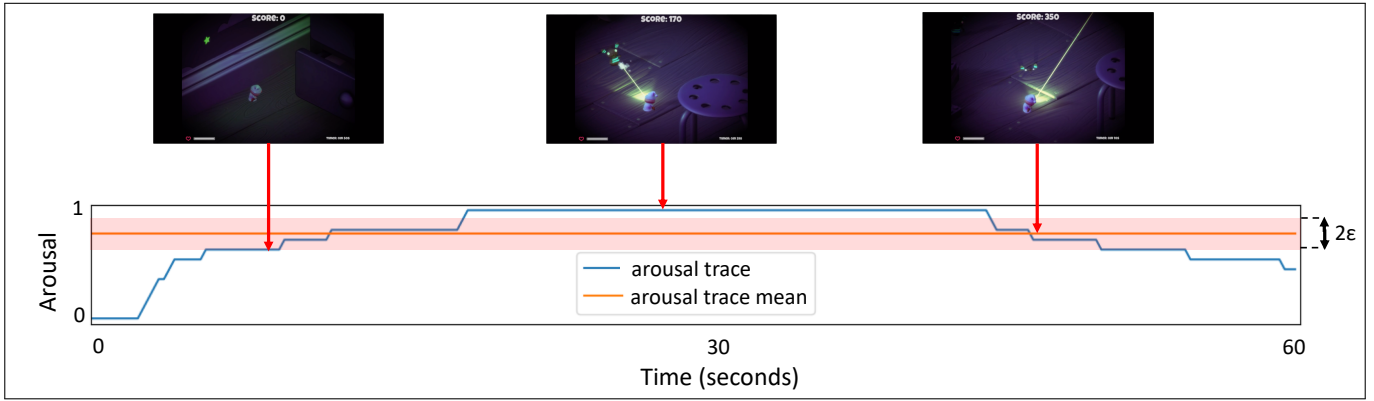 SCORE: 0
SCORE: 170
SCORE: 350
1
Arousal
0
2ε
arousal trace
arousal trace mean
0
30
60
Time (seconds)